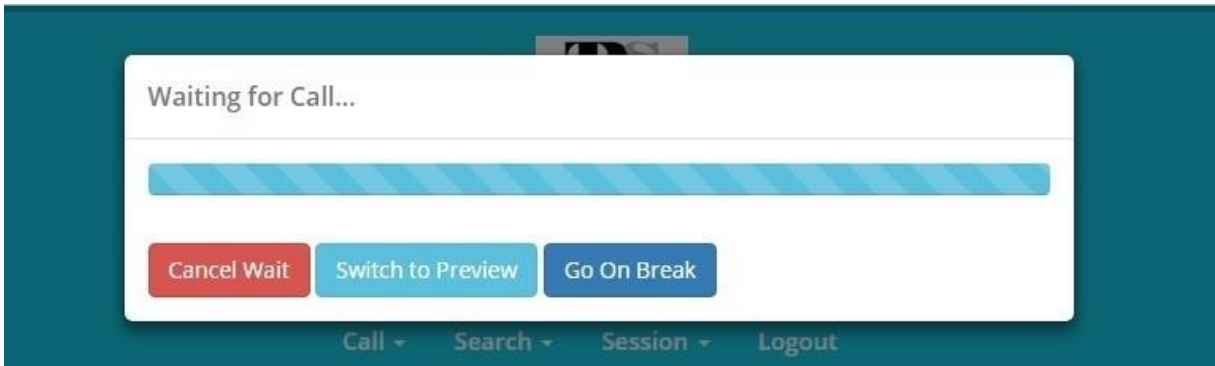 Waiting for Call...
Cancel Wait Switch to Preview Go On Break
Call Search Session Logout